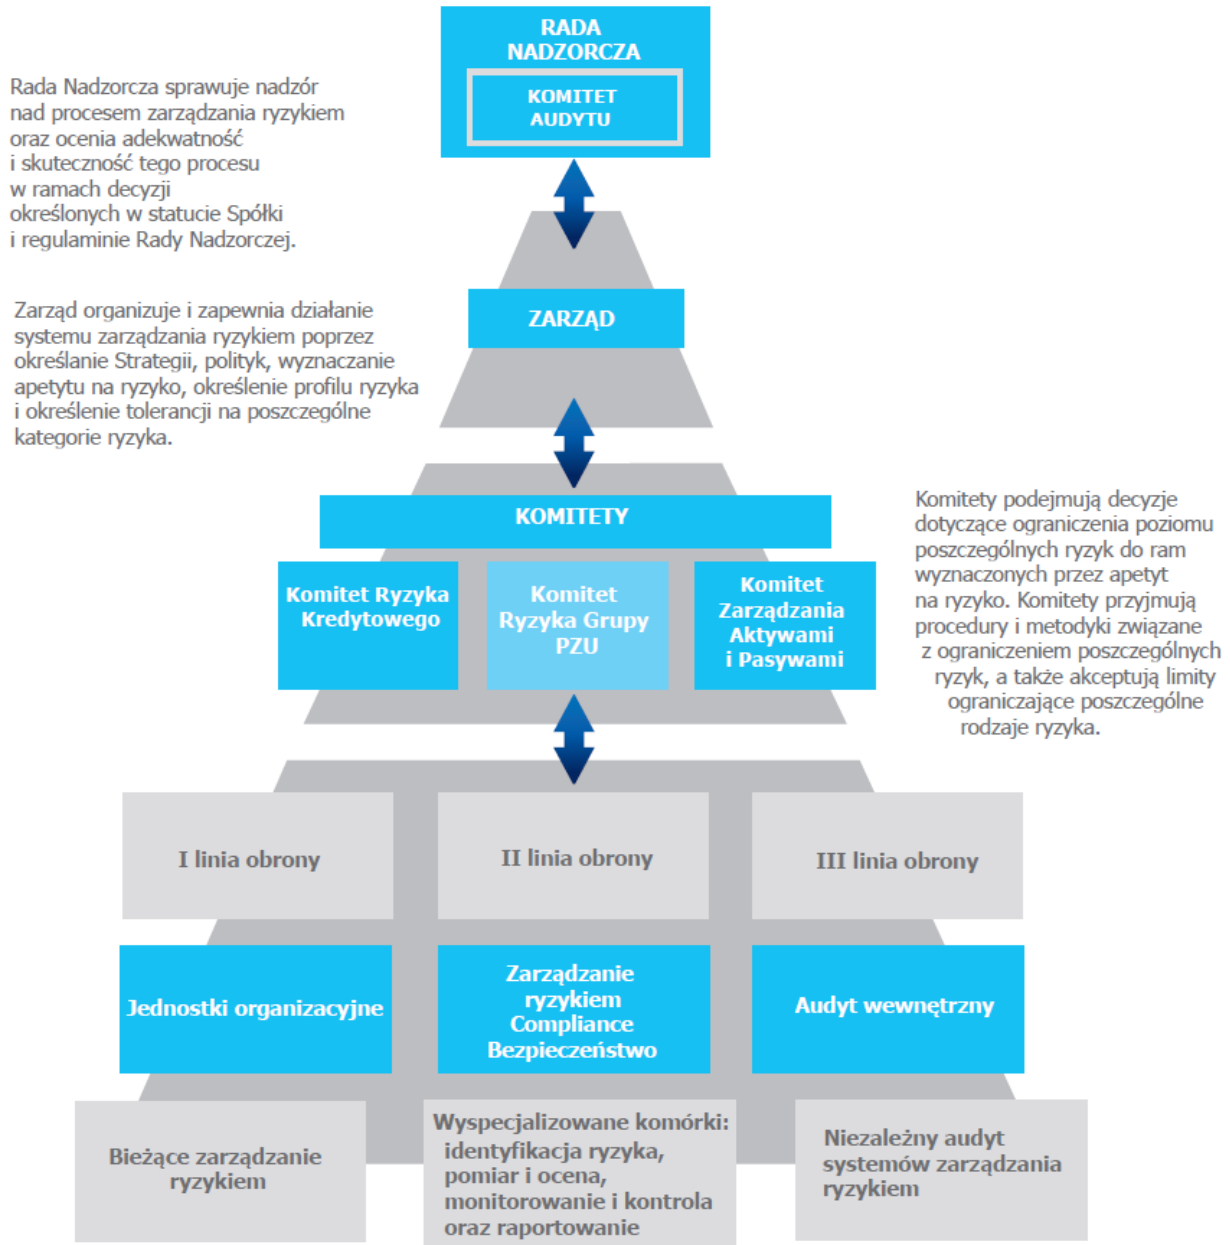 RADA
NADZORCZA
KOMITET
AUDYTU
Rada Nadzorcza sprawuje nadzór
nad procesem zarządzania ryzykiem
oraz ocenia adekwatność
i skuteczność tego procesu
w ramach decyzji
określonych w statucie Spółki
i regulaminie Rady Nadzorczej.
Zarząd organizuje i zapewnia działanie
systemu zarządzania ryzykiem poprzez
określanie Strategii, polityk, wyznaczanie
apetytu na ryzyko, określenie profilu ryzyka
i określenie tolerancji na poszczególne
kategorie ryzyka.
ZARZĄD
KOMITETY
Komitet Ryzyka
Kredytowego
Komitet
Ryzyka Grupy
PZU
Komitet
Zarządzania
Aktywami
i Pasywami
Komitety podejmują decyzje
dotyczące ograniczenia poziomu
poszczególnych ryzyk do ram
wyznaczonych przez apetyt
na ryzyko. Komitety przyjmują
procedury i metodyki związane
z ograniczeniem poszczególnych
ryzyk, a także akceptują limity
ograniczające poszczególne
rodzaje ryzyka.
I linia obrony
II linia obrony
III linia obrony
Jednostki organizacyjne
Zarządzanie
ryzykiem
Compliance
Bezpieczeństwo
Audyt wewnętrzny
Bieżące zarządzanie
ryzykiem
Wyspecjalizowane komórki:
identyfikacja ryzyka,
pomiar i ocena,
monitorowanie i kontrola
oraz raportowanie
Niezależny audyt
systemów zarządzania
ryzykiem